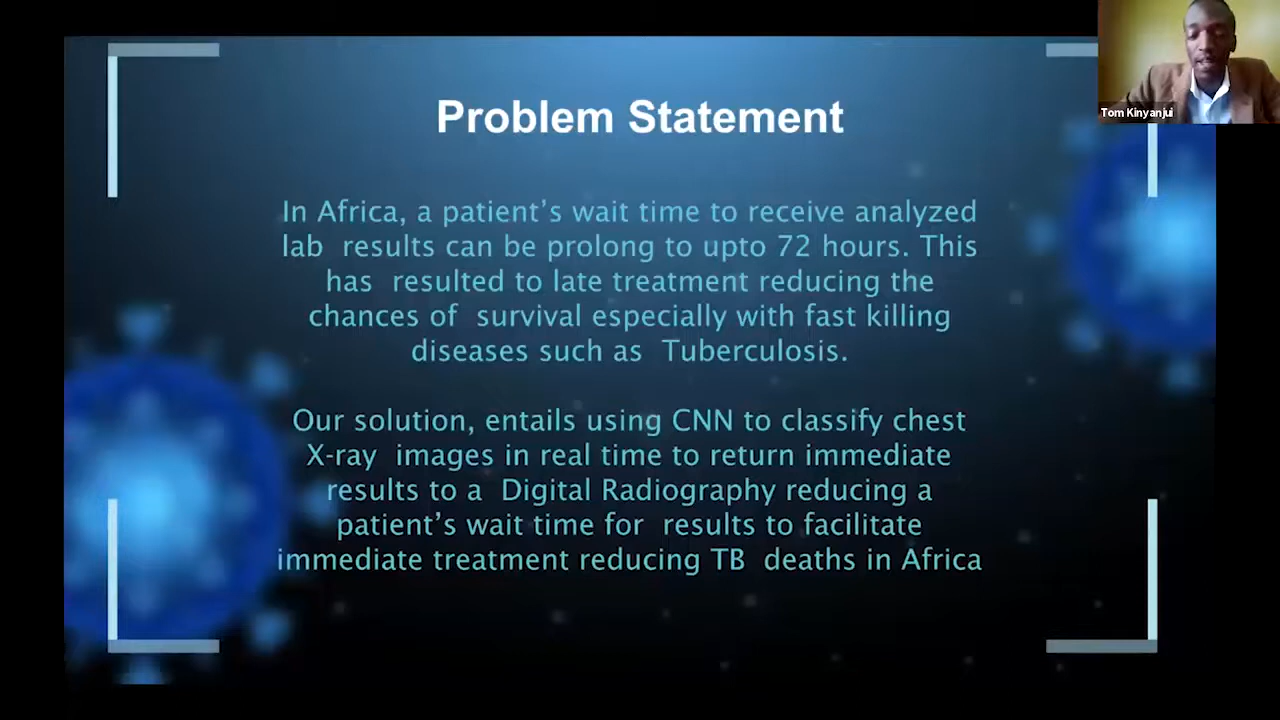 Problem Statement
In Africa, a patient's wait time to receive analyzed
lab results can be prolong to upto 72 hours. This
has resulted to late treatment reducing the
chances of survival especially with fast killing
diseases such as Tuberculosis.
Our solution, entails using CNN to classify chest
X-ray images in real time to return immediate
results to a Digital Radiography reducing a
patient's wait time for results to facilitate
immediate treatment reducing TB deaths in Africa
Tom Kinyanjui